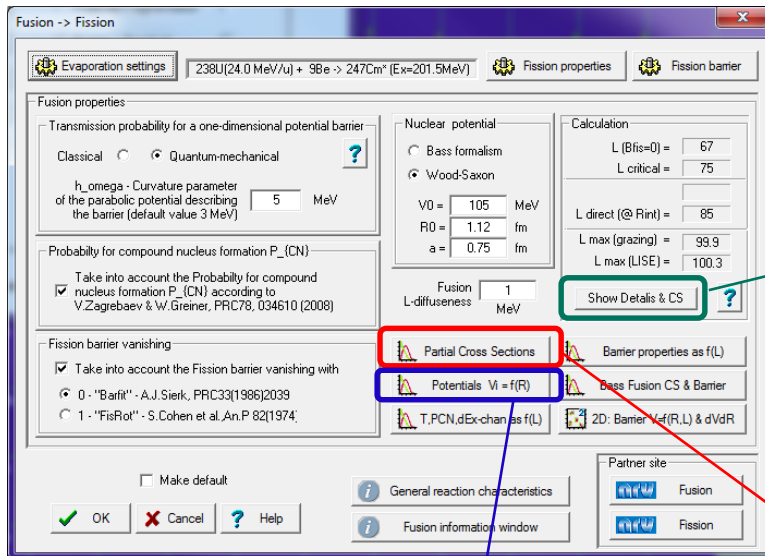 Fusion -> Fission
x
Evaporation settings
238U(24.0 MeV/u) + 9Be -> 247Cm* (Ex=201.5MeV)
Fission properties
Fission barrier
Fusion properties
Transmission probability for a one-dimensional potential barrier
Classical
Quantum-mechanical
?
h_omega - Curvature parameter
of the parabolic potential describing
the barrier (default value 3 MeV)
5 MeV
Probabilty for compound nucleus formation P_{CN}
Take into account the Probabilty for compound
nucleus formation P_{CN} according to
V.Zagrebaev & W.Greiner, PRC78, 034610 (2008)
Fission barrier vanishing
Take into account the Fission barrier vanishing with
0 - "Barfit" - A.J.Sierk, PRC33(1986)2039
1 - "FisRot" - S.Cohen et al.,An.P 82(1974)
Nuclear potential
Bass formalism
Wood-Saxon
V0 = 105 MeV
R0 = 1.12 fm
a = 0.75 fm
Fusion
L-diffuseness
1
MeV
Calculation
L (Bfis=0) = 67
L critical = 75
L direct (@ Rint) = 85
L max (grazing) = 99.9
L max (LISE) = 100.3
Show Detalis & CS
?
Partial Cross Sections
Barrier properties as f(L)
Potentials Vi = f(R)
Bass Fusion CS & Barrier
T,PCN,dEx-chan as f(L)
2D: Barrier V=f(R,L) & dVdR
Make default
OK
Cancel
? Help
General reaction characteristics
Fusion information window
Partner site
nrv Fusion
nrv Fission